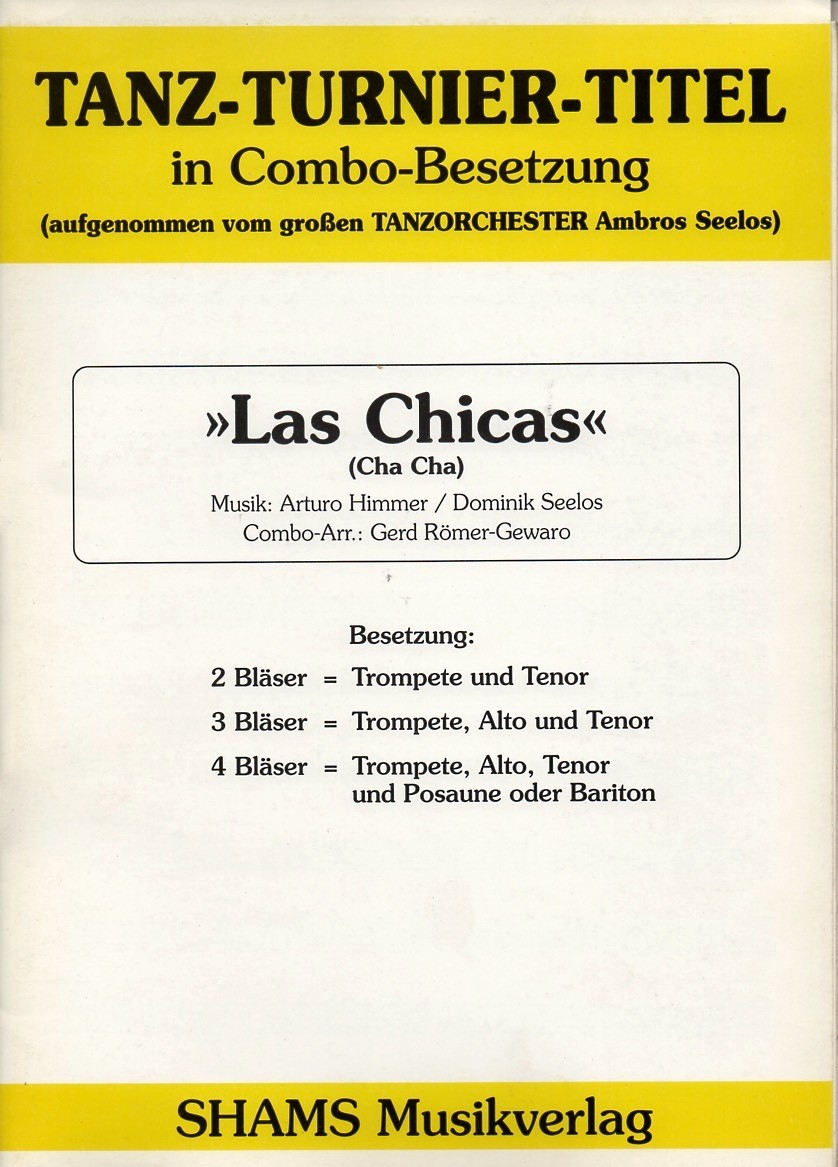 TANZ-TURNIER-TITEL
in Combo-Besetzung
(aufgenommen vom großen TANZORCHESTER Ambros Seelos)
»Las Chicas«
(Cha Cha)
Musik: Arturo Himmer / Dominik Seelos
Combo-Arr.: Gerd Römer-Gewaro
Besetzung:
2 Bläser = Trompete und Tenor
3 Bläser = Trompete, Alto und Tenor
4 Bläser = Trompete, Alto, Tenor
und Posaune oder Bariton
SHAMS Musikverlag